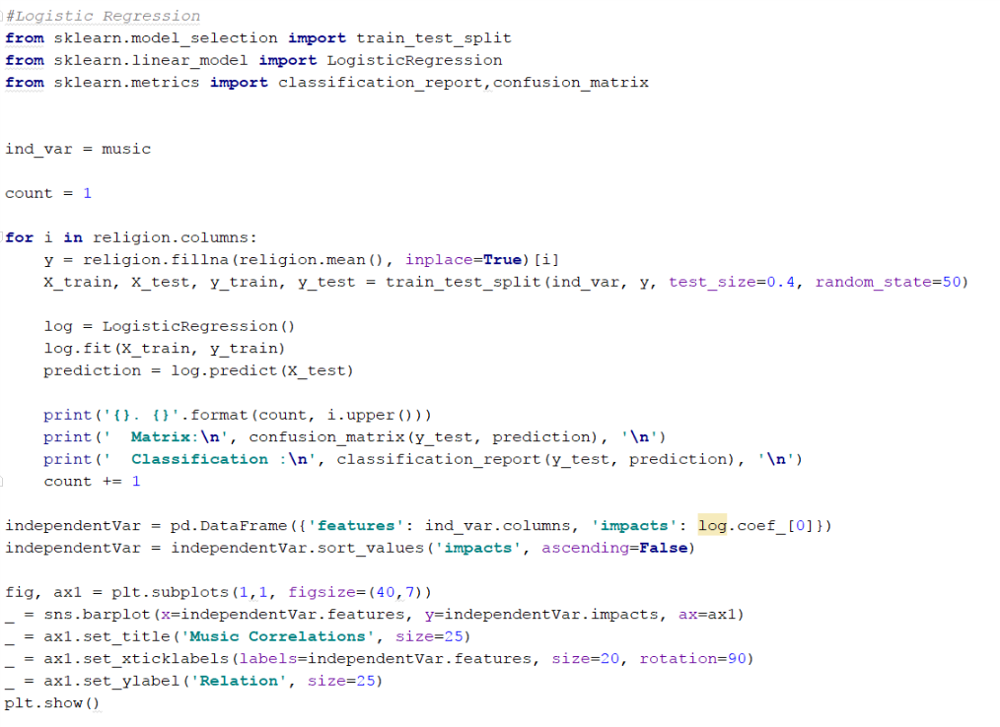 #Logistic Regression
from sklearn.model_selection import train_test_split
from sklearn.linear_model import LogisticRegression
from sklearn.metrics import classification_report,confusion_matrix
ind_var = music
count = 1
for i in religion.columns:
    y = religion.fillna(religion.mean(), inplace=True)[i]
    X_train, X_test, y_train, y_test = train_test_split(ind_var, y, test_size=0.4, random_state=50)
    log = LogisticRegression()
    log.fit(X_train, y_train)
    prediction = log.predict(X_test)
    print('{}. {}'.format(count, i.upper()))
    print('  Matrix:\n', confusion_matrix(y_test, prediction), '\n')
    print('  Classification :\n', classification_report(y_test, prediction), '\n')
    count += 1
independentVar = pd.DataFrame({'features': ind_var.columns, 'impacts': log.coef_[0]})
independentVar = independentVar.sort_values('impacts', ascending=False)
fig, ax1 = plt.subplots(1,1, figsize=(40,7))
_ = sns.barplot(x=independentVar.features, y=independentVar.impacts, ax=ax1)
_ = ax1.set_title('Music Correlations', size=25)
_ = ax1.set_xticklabels(labels=independentVar.features, size=20, rotation=90)
_ = ax1.set_ylabel('Relation', size=25)
plt.show()